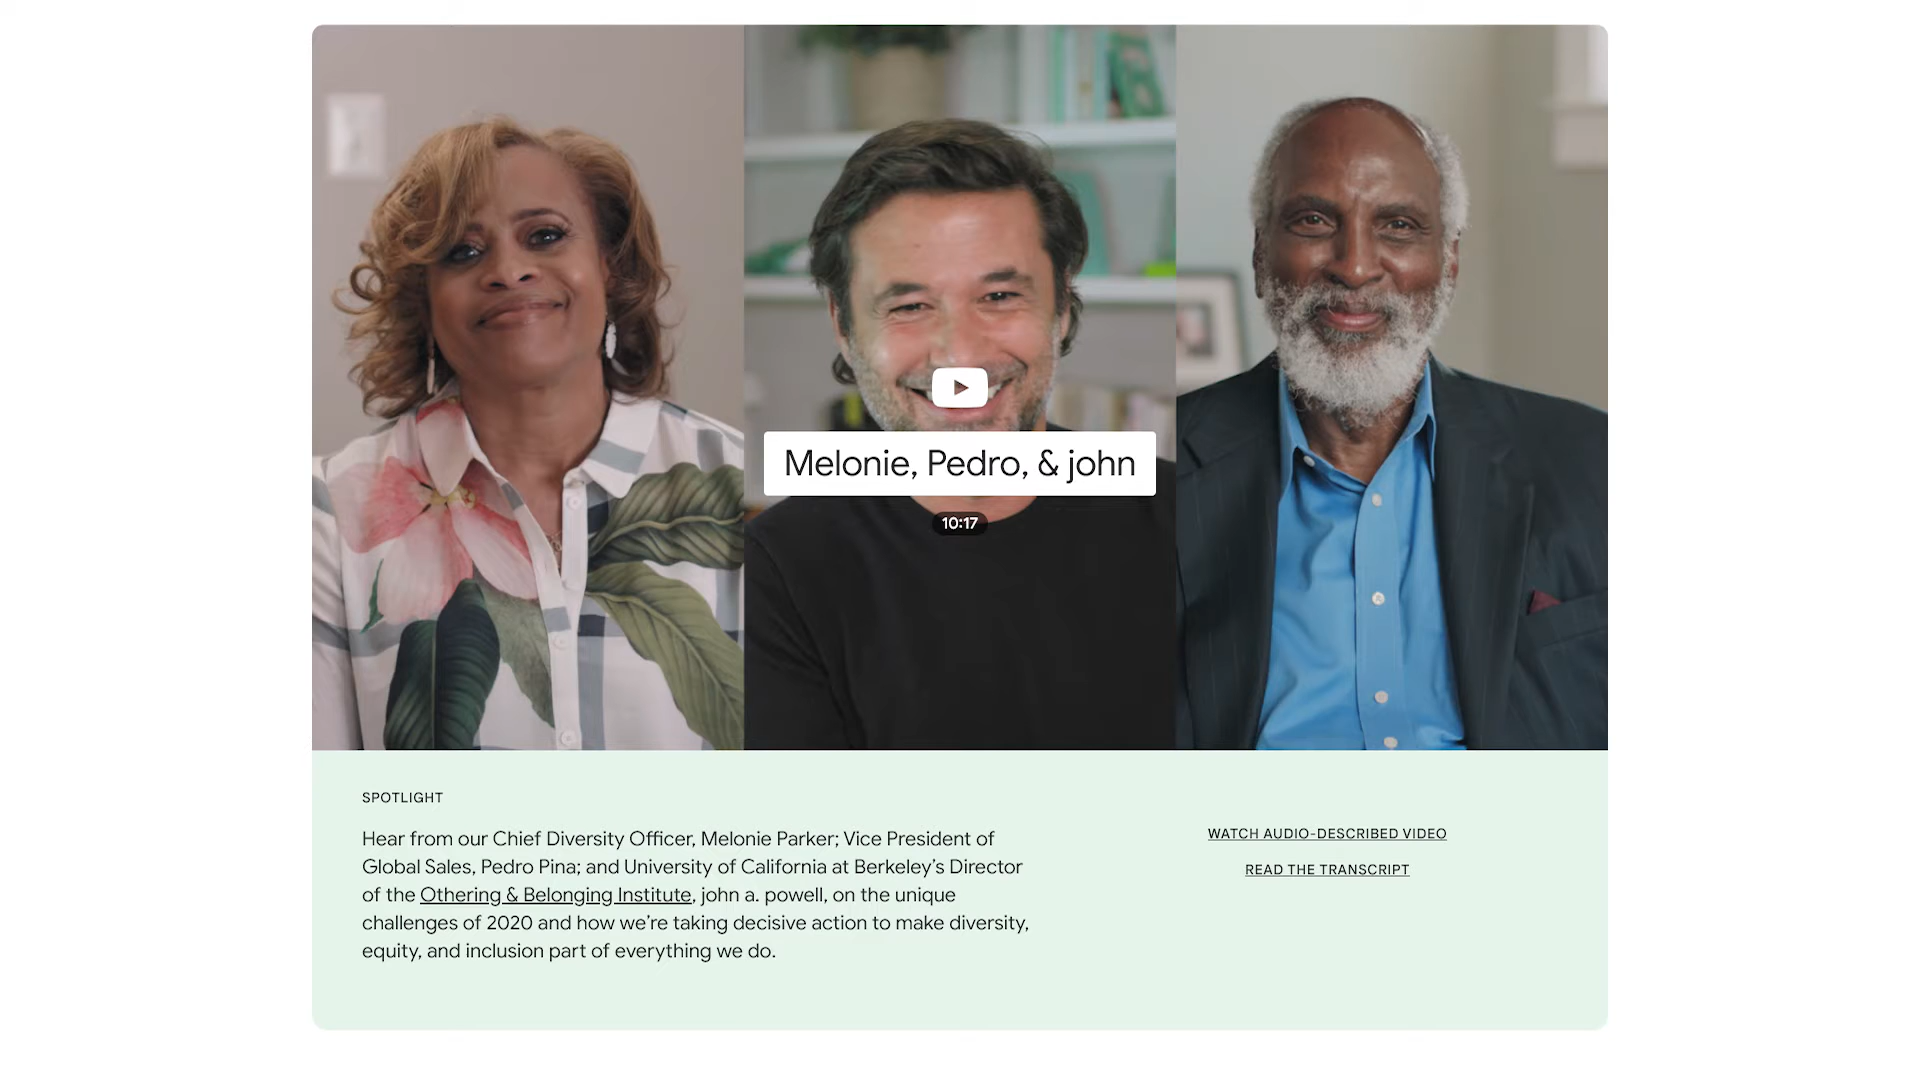 Melonie, Pedro, & john
10:17
SPOTLIGHT
Hear from our Chief Diversity Officer, Melonie Parker; Vice President of
Global Sales, Pedro Pina; and University of California at Berkeley’s Director
of the Othering & Belonging Institute, john a. powell, on the unique
challenges of 2020 and how we’re taking decisive action to make diversity,
equity, and inclusion part of everything we do.
WATCH AUDIO-DESCRIBED VIDEO
READ THE TRANSCRIPT